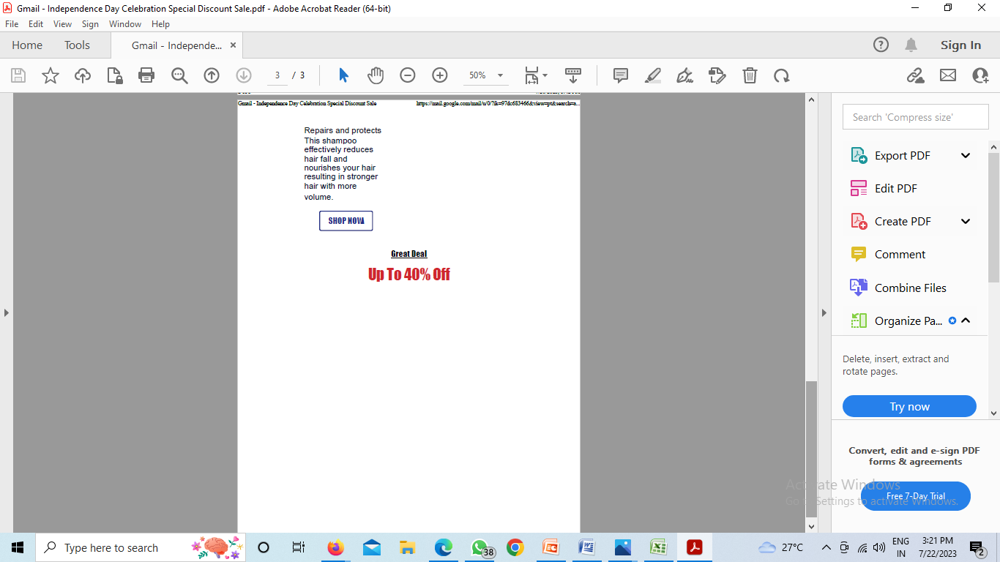 Gmail - Independence Day Celebration Special Discount Sale.pdf - Adobe Acrobat Reader (64-bit)
File Edit View Sign Window Help
Home Tools Gmail - Independe... × Sign In
3 / 3 50%
Gmail - Independence Day Celebration Special Discount Sale https://mail.google.com/mail/u/0/?ik=97dc683466&view=pt&search=a...
Repairs and protects
This shampoo
effectively reduces
hair fall and
nourishes your hair
resulting in stronger
hair with more
volume.
SHOP NOVA
Great Deal
Up To 40% Off
Search 'Compress size'
Export PDF
Edit PDF
Create PDF
Comment
Combine Files
Organize Pa...
Delete, insert, extract and
rotate pages.
Try now
Convert, edit and e-sign PDF
forms & agreements
Activate Windows
Free 7-Day Trial
Go to Settings to activate Windows.
Type here to search
38
27°C
ENG
IN
3:21 PM
7/22/2023
2